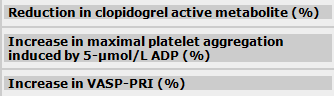 Reduction in clopidogrel active metabolite (%)
Increase in maximal platelet aggregation
induced by 5-µmol/L ADP (%)
Increase in VASP-PRI (%)